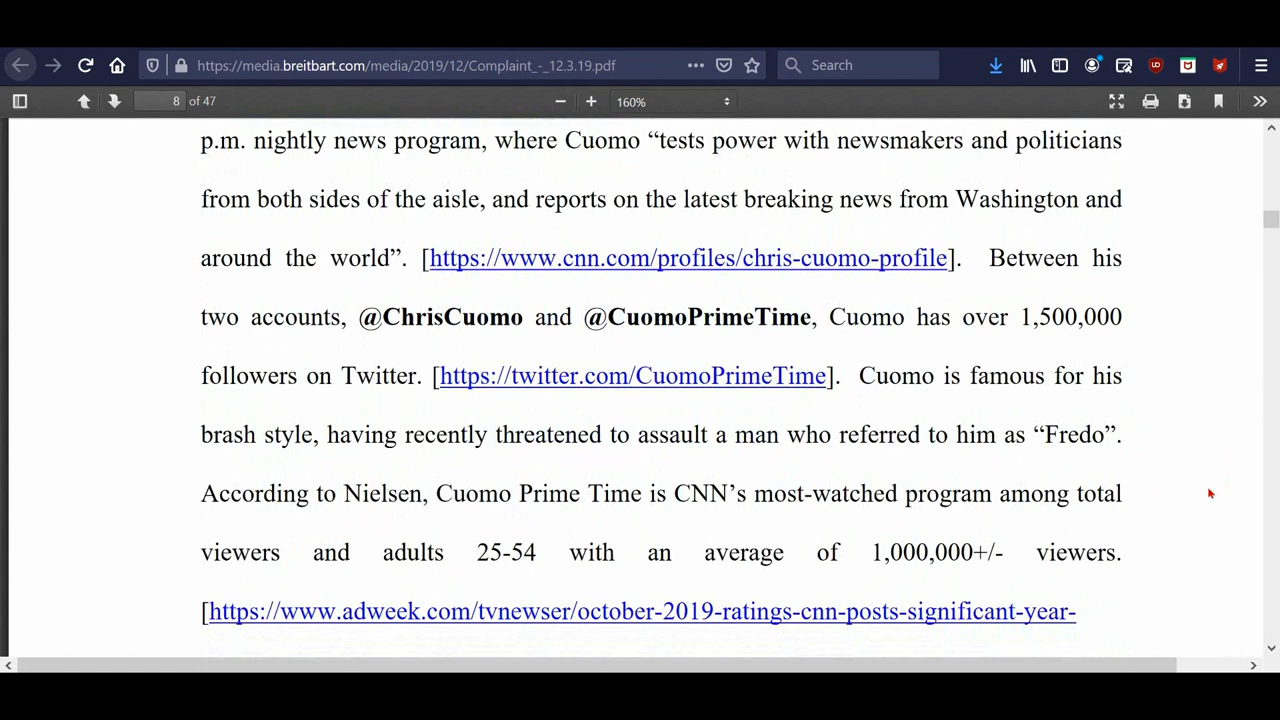 https://media.breitbart.com/media/2019/12/Complaint_-_12.3.19.pdf
Search
8 of 47
160%
p.m. nightly news program, where Cuomo “tests power with newsmakers and politicians
from both sides of the aisle, and reports on the latest breaking news from Washington and
around the world”. [https://www.cnn.com/profiles/chris-cuomo-profile]. Between his
two accounts, @ChrisCuomo and @CuomoPrimeTime, Cuomo has over 1,500,000
followers on Twitter. [https://twitter.com/CuomoPrimeTime]. Cuomo is famous for his
brash style, having recently threatened to assault a man who referred to him as “Fredo”.
According to Nielsen, Cuomo Prime Time is CNN’s most-watched program among total
viewers and adults 25-54 with an average of 1,000,000+/- viewers.
[https://www.adweek.com/tvnewser/october-2019-ratings-cnn-posts-significant-year-